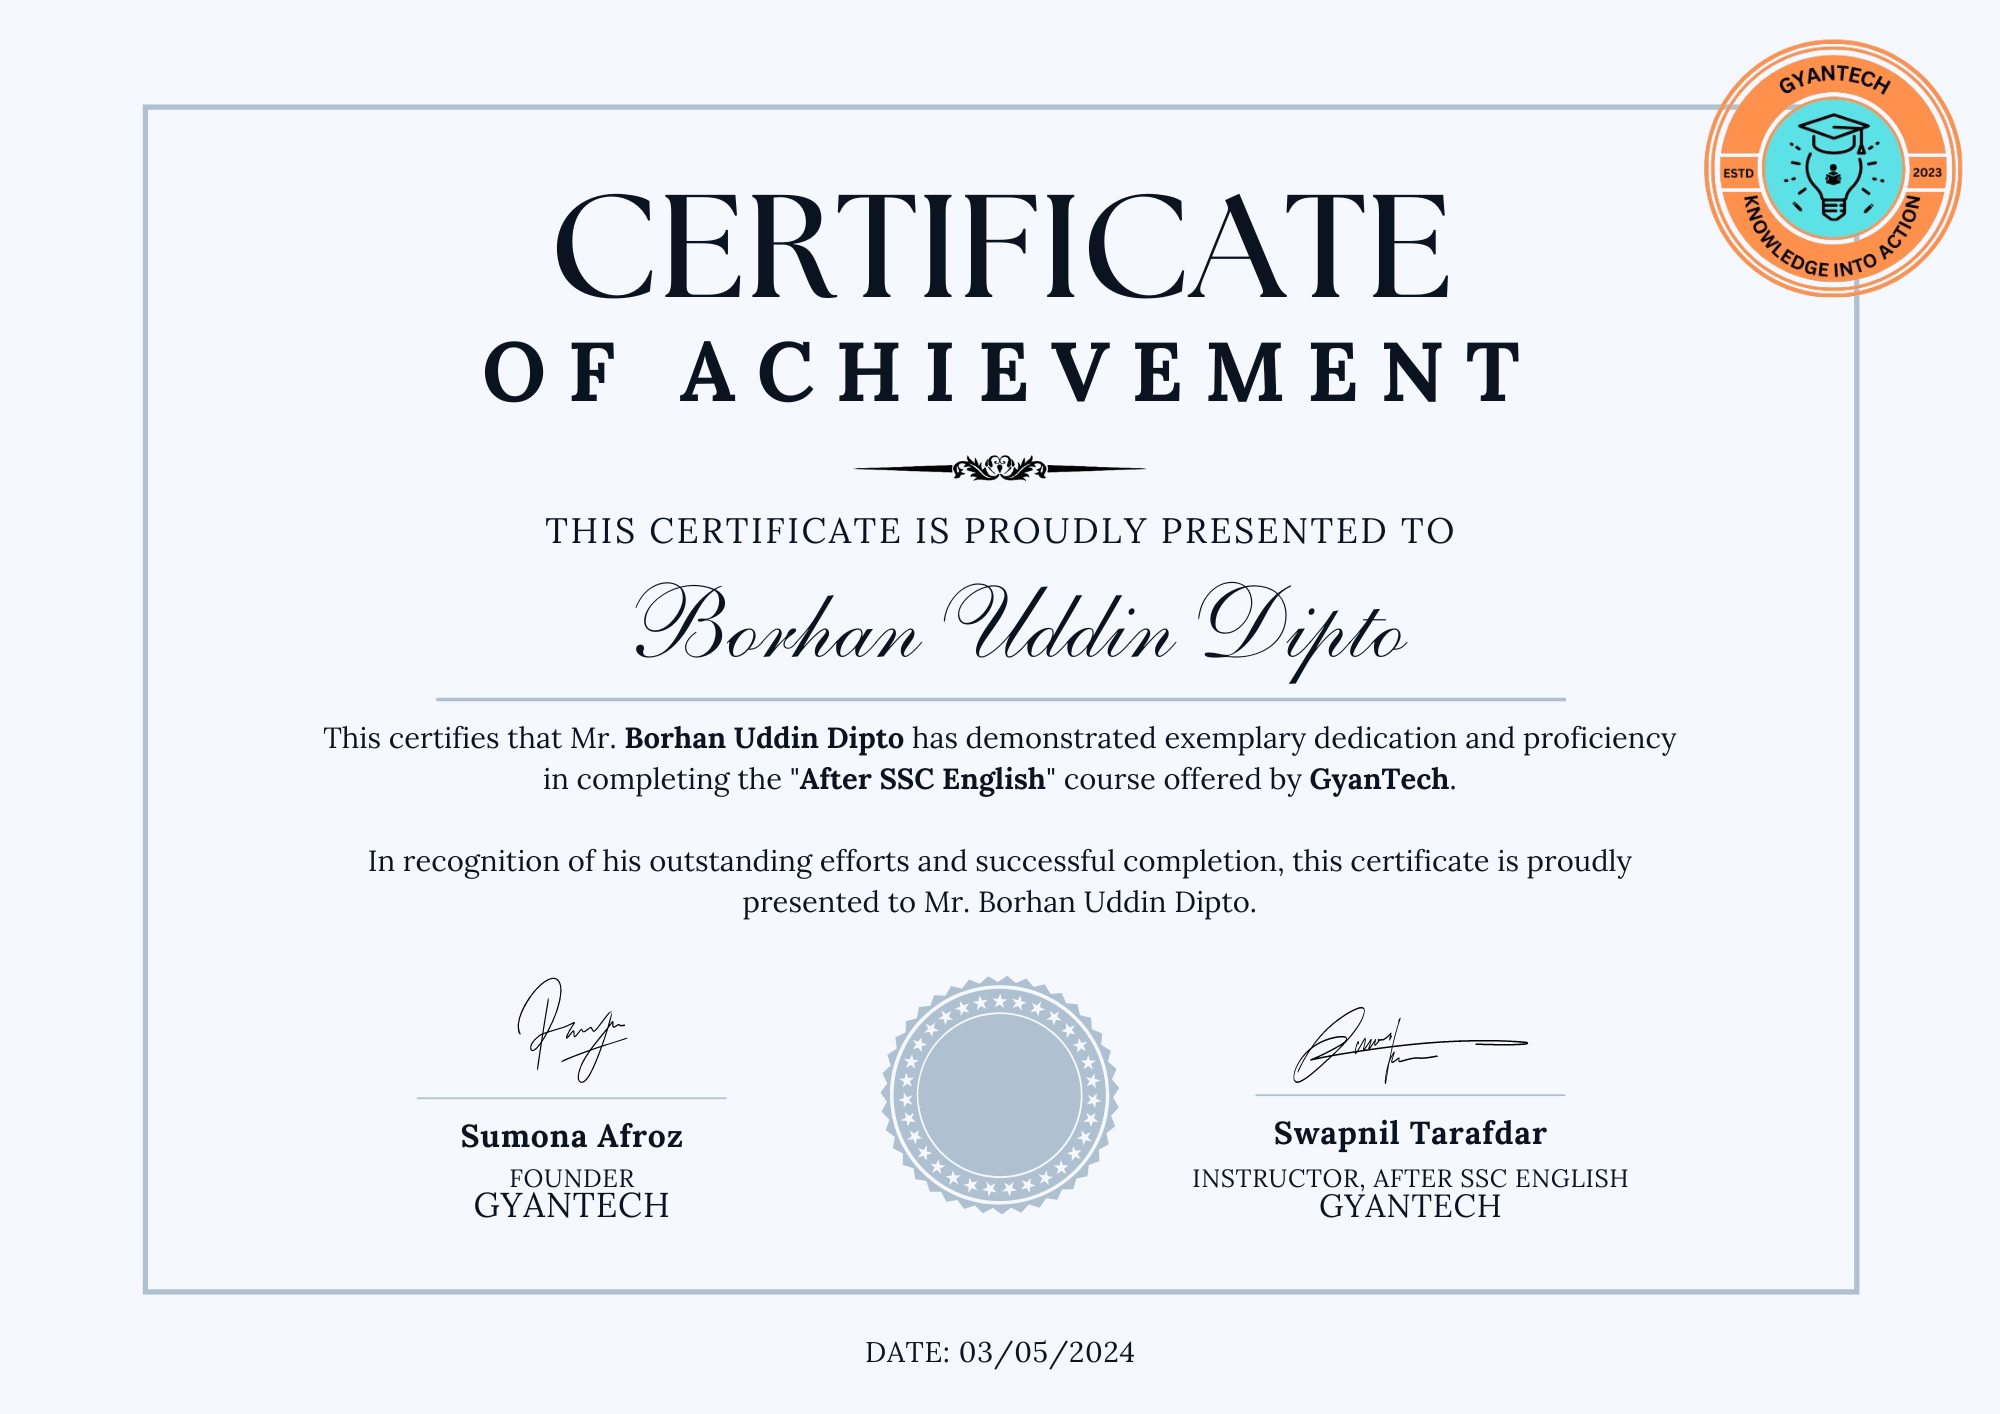 GYANTECH
ESTD 2023
KNOWLEDGE INTO ACTION
CERTIFICATE
OF ACHIEVEMENT
THIS CERTIFICATE IS PROUDLY PRESENTED TO
Borhan Uddin Dipto
This certifies that Mr. Borhan Uddin Dipto has demonstrated exemplary dedication and proficiency
in completing the "After SSC English" course offered by GyanTech.
In recognition of his outstanding efforts and successful completion, this certificate is proudly
presented to Mr. Borhan Uddin Dipto.
Sumona Afroz
FOUNDER
GYANTECH
Swapnil Tarafdar
INSTRUCTOR, AFTER SSC ENGLISH
GYANTECH
DATE: 03/05/2024